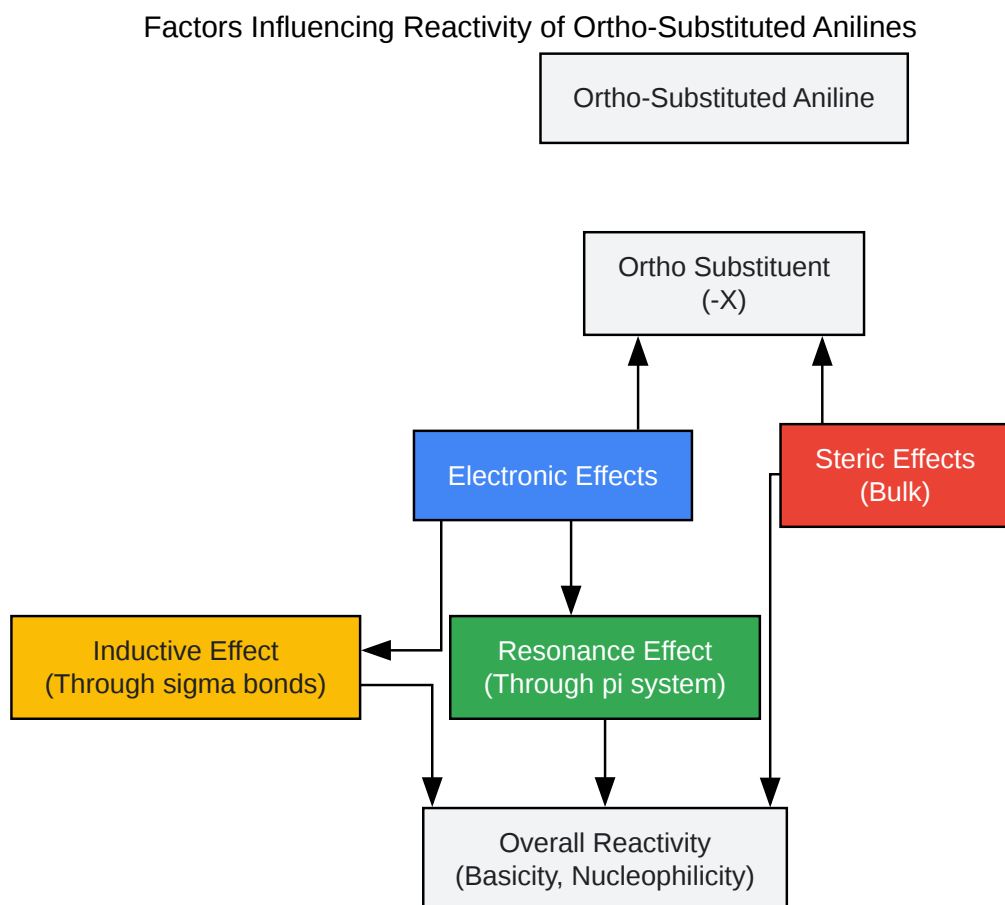 Factors Influencing Reactivity of Ortho-Substituted Anilines
Ortho-Substituted Aniline
Ortho Substituent
(-X)
Electronic Effects
Steric Effects
(Bulk)
Inductive Effect
(Through sigma bonds)
Resonance Effect
(Through pi system)
Overall Reactivity
(Basicity, Nucleophilicity)